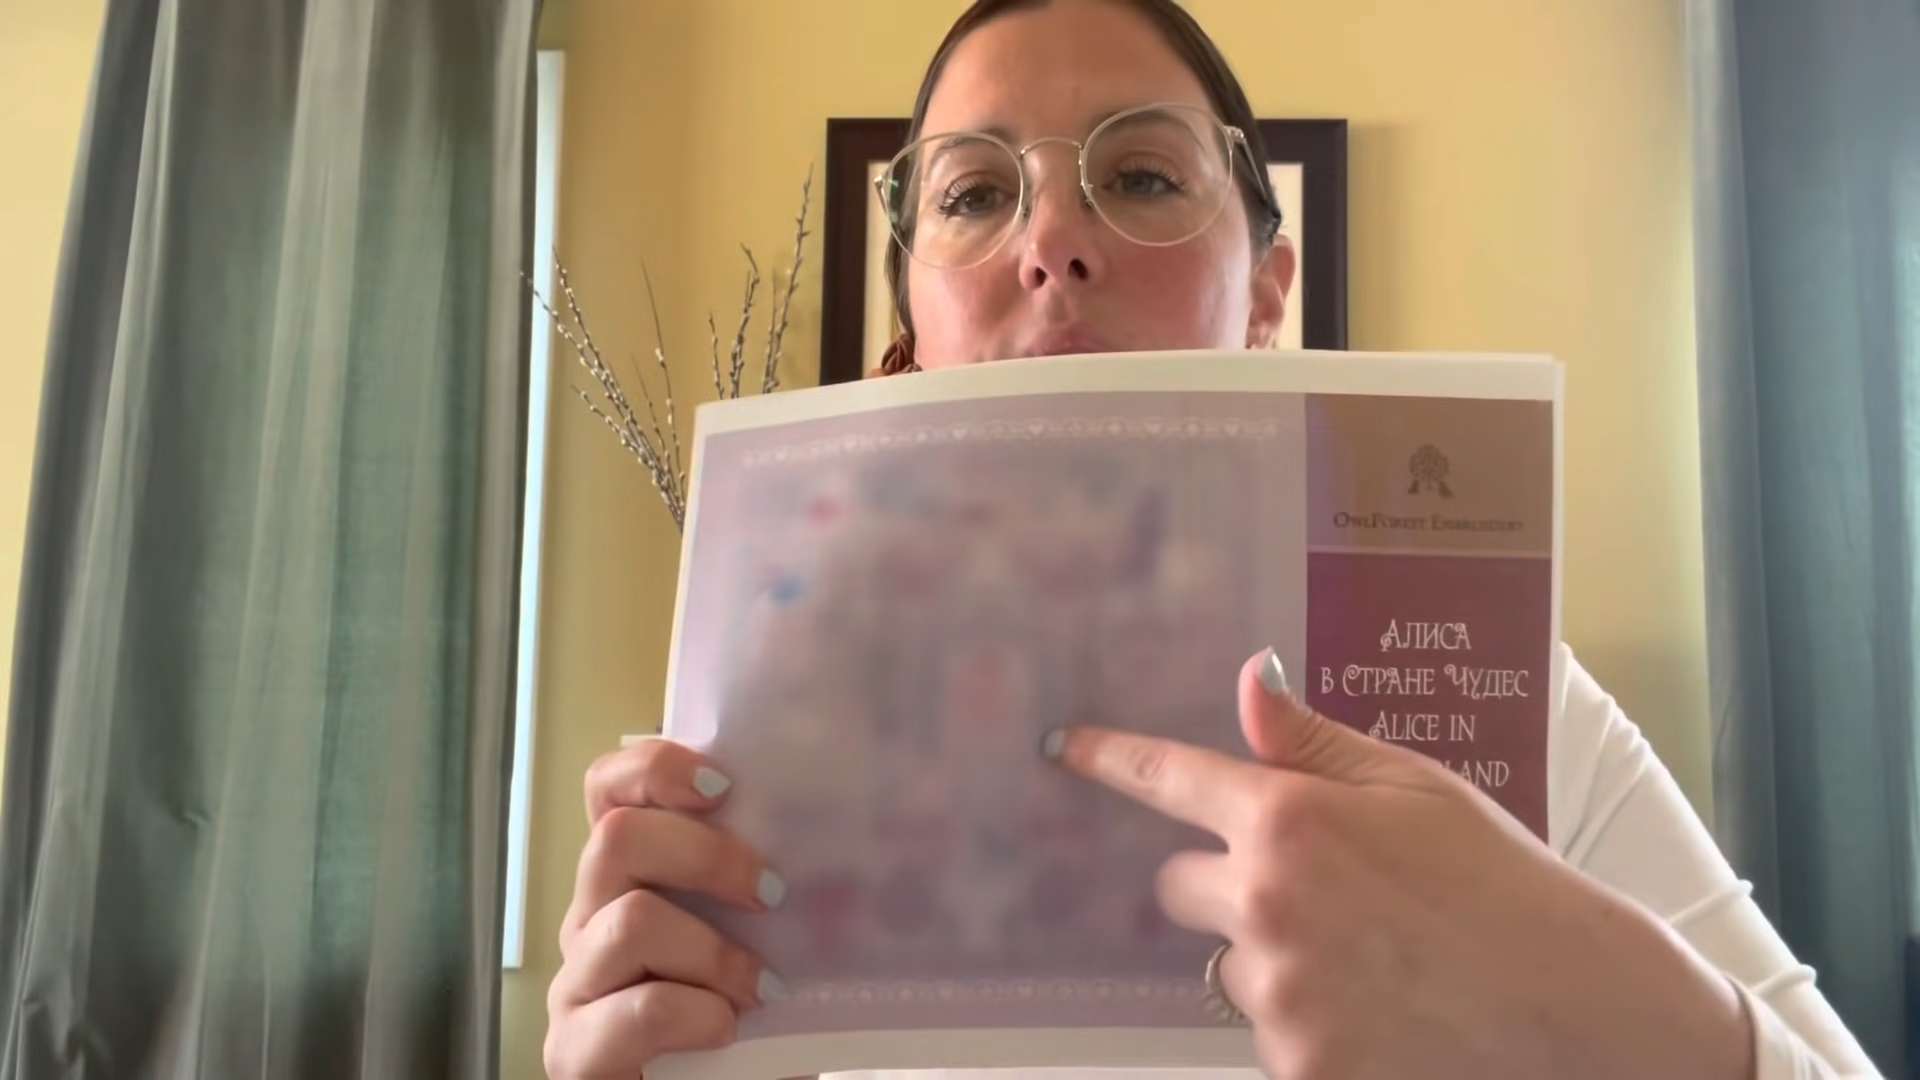 OwlForest Embroidery
Алиса
в Стране Чудес
Alice in